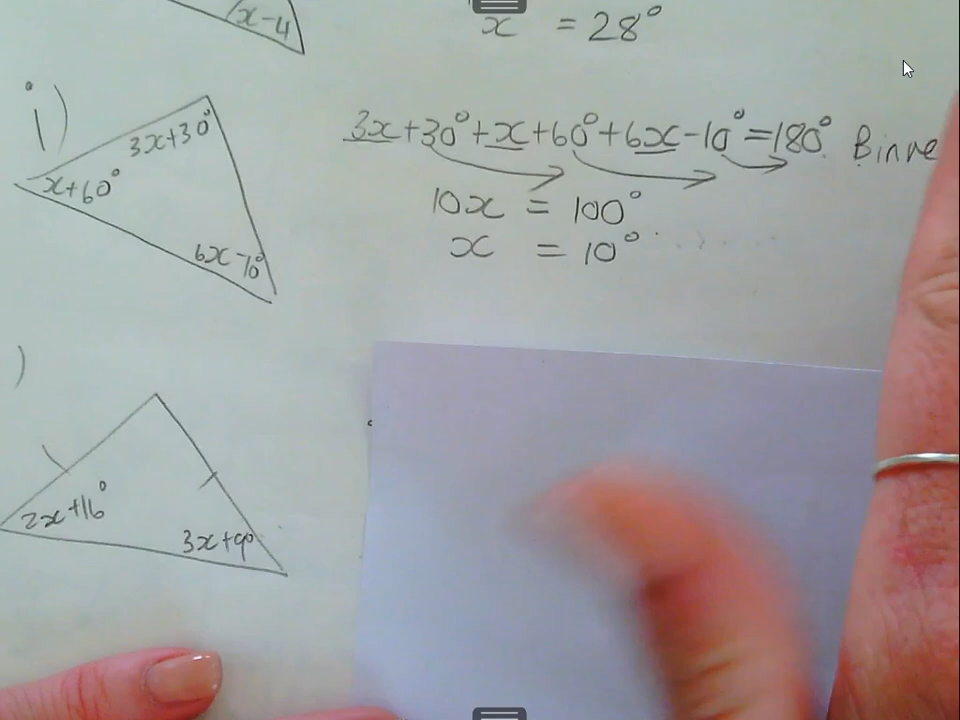 x-4
x = 28°
i)
3x+30°
x+60°
6x-10°
3x+30°+x+60°+6x-10°=180° Binne
10x = 100°
x = 10°
)
2x+16°
3x+9°